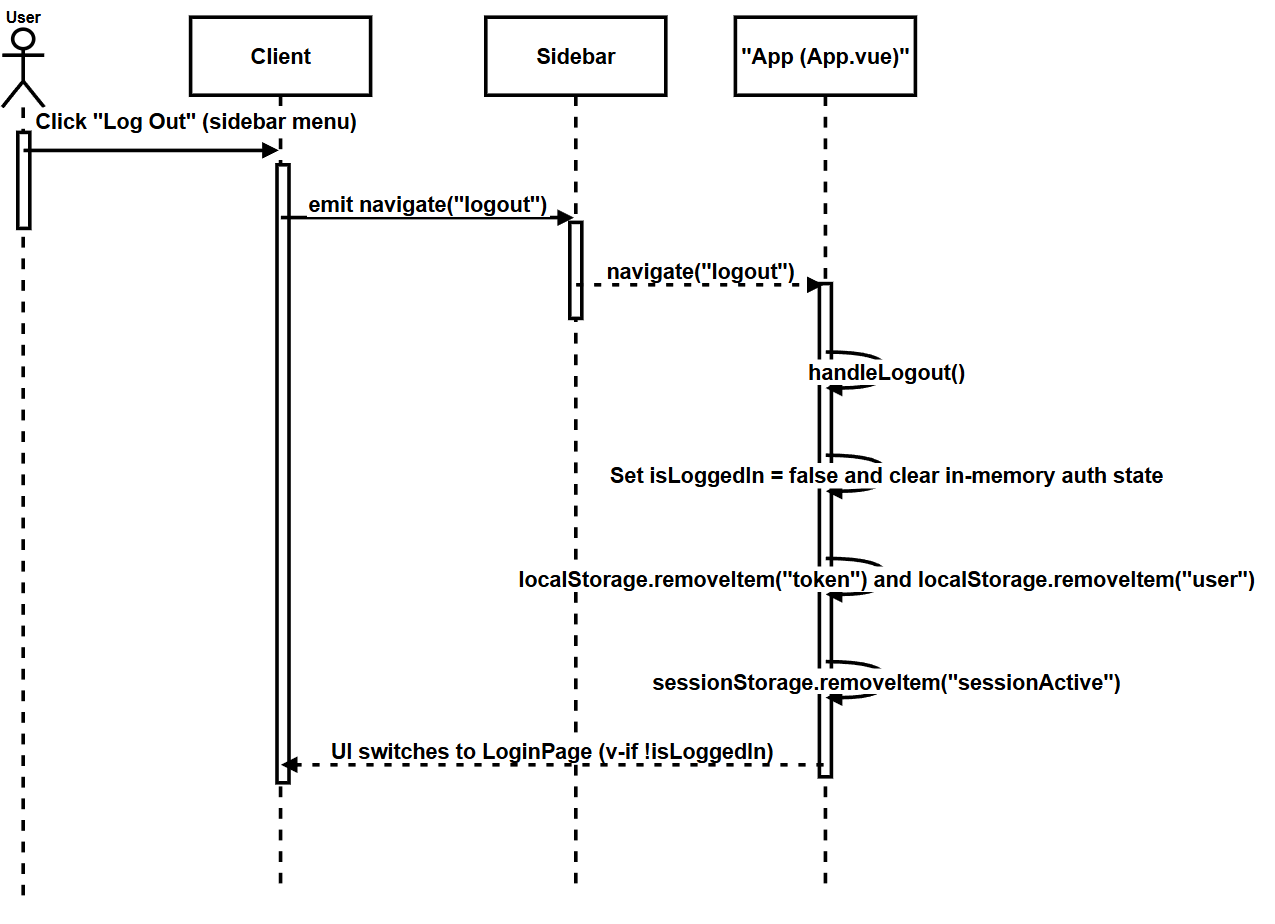 User
Client
Sidebar
"App (App.vue)"
Click "Log Out" (sidebar menu)
emit navigate("logout")
navigate("logout")
handleLogout()
Set isLoggedIn = false and clear in-memory auth state
localStorage.removeItem("token") and localStorage.removeItem("user")
sessionStorage.removeItem("sessionActive")
UI switches to LoginPage (v-if !isLoggedIn)